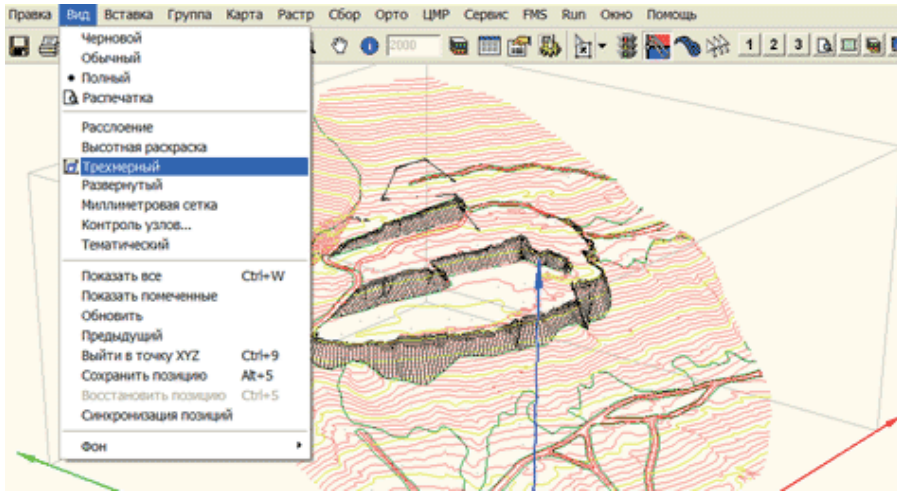 Правка Вид Вставка Группа Карта Растр Сбор Орто ЦМР Сервис FMS Run Окно Помощь
2000 1 2 3
Черновой
Обычный
Полный
Распечатка
Расслоение
Высотная раскраска
Трехмерный
Развернутый
Миллиметровая сетка
Контроль узлов...
Тематический
Показать все Ctrl+W
Показать помеченные
Обновить
Предыдущий
Выйти в точку XYZ Ctrl+9
Сохранить позицию Alt+5
Восстановить позицию Ctrl+5
Синхронизация позиций
Фон